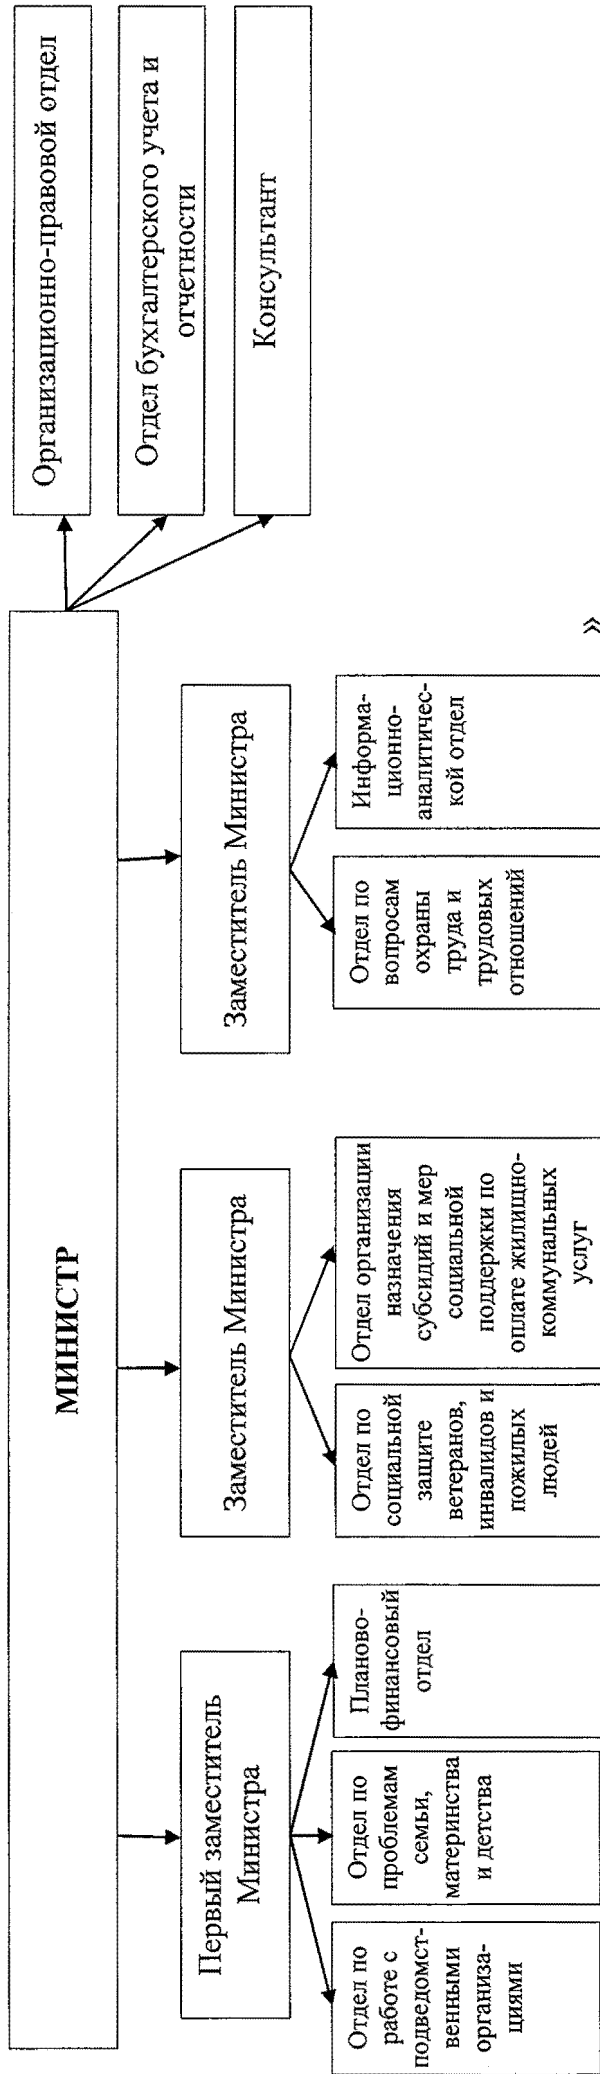 МИНИСТР
Организационно-правовой отдел
Отдел бухгалтерского учета и
отчетности
Консультант
Первый заместитель
Министра
Заместитель Министра
Заместитель Министра
Отдел по
работе с
подведомст-
венными
организа-
циями
Отдел по
проблемам
семьи,
материнства
и детства
Планово-
финансовый
отдел
Отдел по
социальной
защите
ветеранов,
инвалидов и
пожилых
людей
Отдел организации
назначения
субсидий и мер
социальной
поддержки по
оплате жилищно-
коммунальных
услуг
Отдел по
вопросам
охраны
труда и
трудовых
отношений
Информа-
ционно-
аналитичес-
кой отдел
»